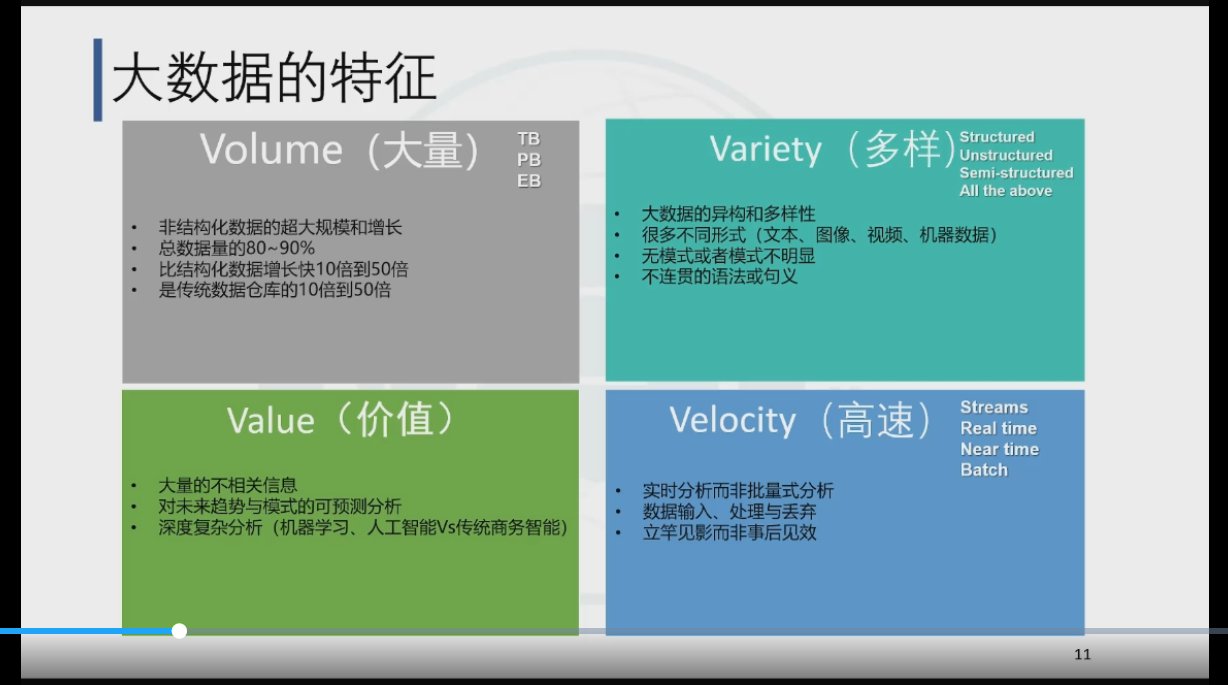 大数据的特征
Volume（大量）
TB
PB
EB
• 非结构化数据的超大规模和增长
• 总数据量的80~90%
• 比结构化数据增长快10倍到50倍
• 是传统数据仓库的10倍到50倍
Variety（多样）
Structured
Unstructured
Semi-structured
All the above
• 大数据的异构和多样性
• 很多不同形式（文本、图像、视频、机器数据）
• 无模式或者模式不明显
• 不连贯的语法或句义
Value（价值）
• 大量的不相关信息
• 对未来趋势与模式的可预测分析
• 深度复杂分析（机器学习、人工智能Vs传统商务智能）
Velocity（高速）
Streams
Real time
Near time
Batch
• 实时分析而非批量式分析
• 数据输入、处理与丢弃
• 立竿见影而非事后见效
11